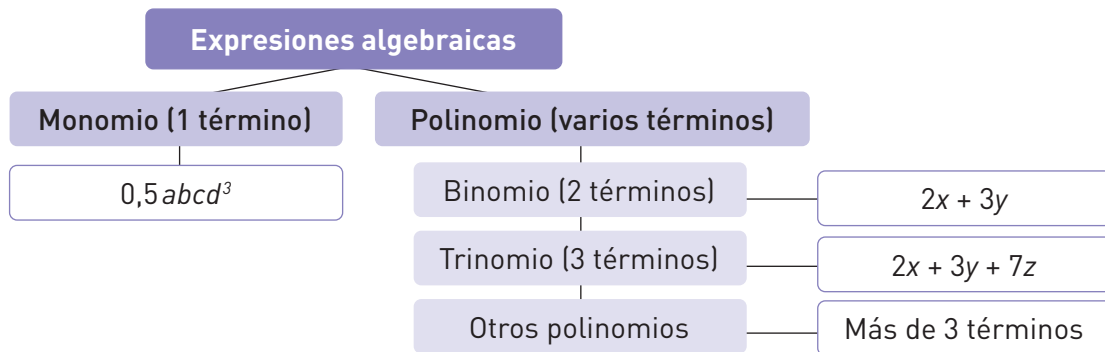 Expresiones algebraicas
Monomio (1 término)
0,5abcd³
Polinomio (varios términos)
Binomio (2 términos)
2x + 3y
Trinomio (3 términos)
2x + 3y + 7z
Otros polinomios
Más de 3 términos